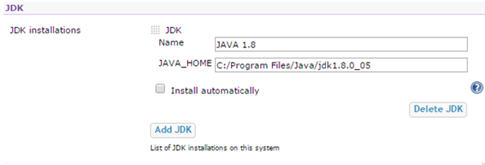 JDK
JDK installations
JDK
Name
JAVA 1.8
JAVA_HOME
C:/Program Files/Java/jdk1.8.0_05
Install automatically
?
Delete JDK
Add JDK
List of JDK installations on this system